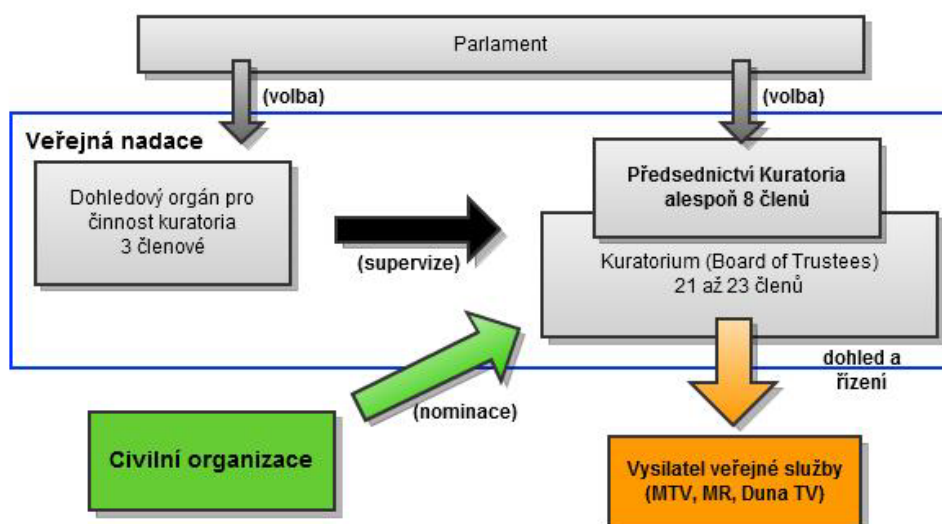 Parlament
(volba)
(volba)
Veřejná nadace
Dohledový orgán pro
činnost kuratoria
3 členové
Předsednictví Kuratoria
alespoň 8 členů
(supervize)
Kuratorium (Board of Trustees)
21 až 23 členů
dohled a
řízení
(nominace)
Civilní organizace
Vysilatel veřejné služby
(MTV, MR, Duna TV)